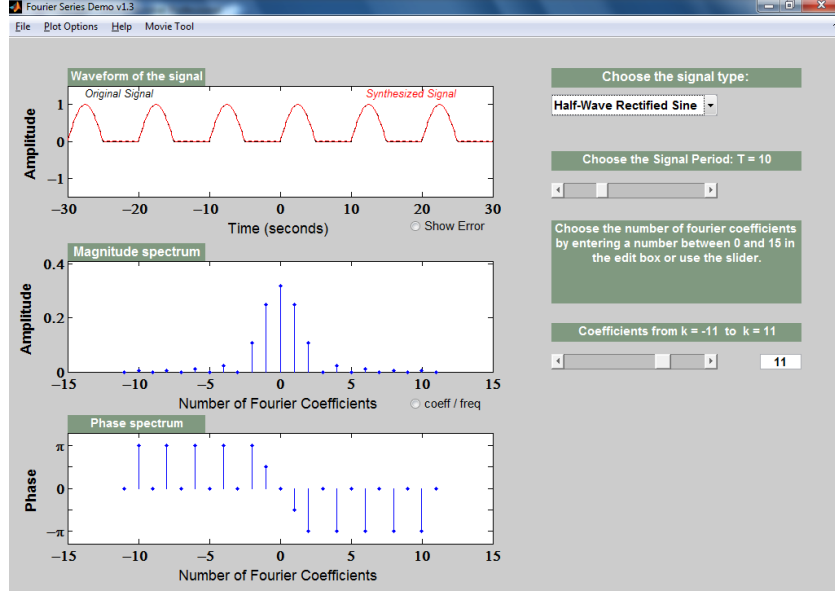 Fourier Series Demo v1.3
File Plot Options Help Movie Tool
Waveform of the signal
Original Signal
Synthesized Signal
Amplitude
1
0
−1
−30 −20 −10 0 10 20 30
Time (seconds)
Show Error
Magnitude spectrum
Amplitude
0.4
0.2
0
−15 −10 −5 0 5 10 15
Number of Fourier Coefficients
coeff / freq
Phase spectrum
Phase
π
0
−π
−15 −10 −5 0 5 10 15
Number of Fourier Coefficients
Choose the signal type:
Half-Wave Rectified Sine
Choose the Signal Period: T = 10
Choose the number of fourier coefficients
by entering a number between 0 and 15 in
the edit box or use the slider.
Coefficients from k = -11 to k = 11
11